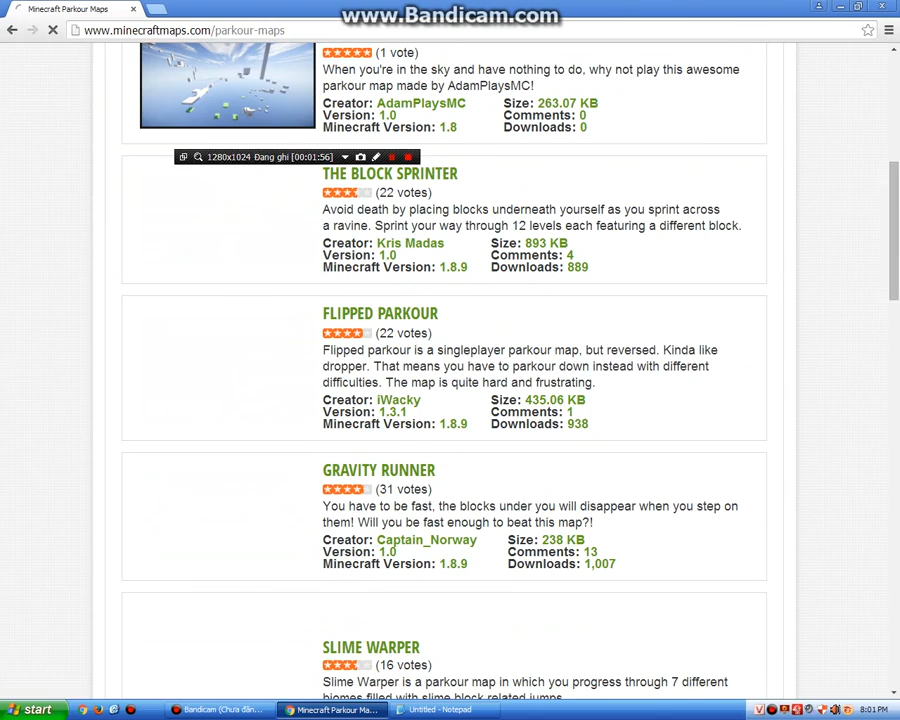 www.Bandicam.com
Minecraft Parkour Maps
www.minecraftmaps.com/parkour-maps
(1 vote)
When you're in the sky and have nothing to do, why not play this awesome
parkour map made by AdamPlaysMC!
Creator: AdamPlaysMC Size: 263.07 KB
Version: 1.0 Comments: 0
Minecraft Version: 1.8 Downloads: 0
1280x1024 Đang ghi [00:01:56]
THE BLOCK SPRINTER
(22 votes)
Avoid death by placing blocks underneath yourself as you sprint across
a ravine. Sprint your way through 12 levels each featuring a different block.
Creator: Kris Madas Size: 893 KB
Version: 1.0 Comments: 4
Minecraft Version: 1.8.9 Downloads: 889
FLIPPED PARKOUR
(22 votes)
Flipped parkour is a singleplayer parkour map, but reversed. Kinda like
dropper. That means you have to parkour down instead with different
difficulties. The map is quite hard and frustrating.
Creator: iWacky Size: 435.06 KB
Version: 1.3.1 Comments: 1
Minecraft Version: 1.8.9 Downloads: 938
GRAVITY RUNNER
(31 votes)
You have to be fast, the blocks under you will disappear when you step on
them! Will you be fast enough to beat this map?!
Creator: Captain_Norway Size: 238 KB
Version: 1.0 Comments: 13
Minecraft Version: 1.8.9 Downloads: 1,007
SLIME WARPER
(16 votes)
Slime Warper is a parkour map in which you progress through 7 different
biomes filled with slime block related jumps.
start Bandicam (Chưa đăn... Minecraft Parkour Ma... Untitled - Notepad 8:01 PM